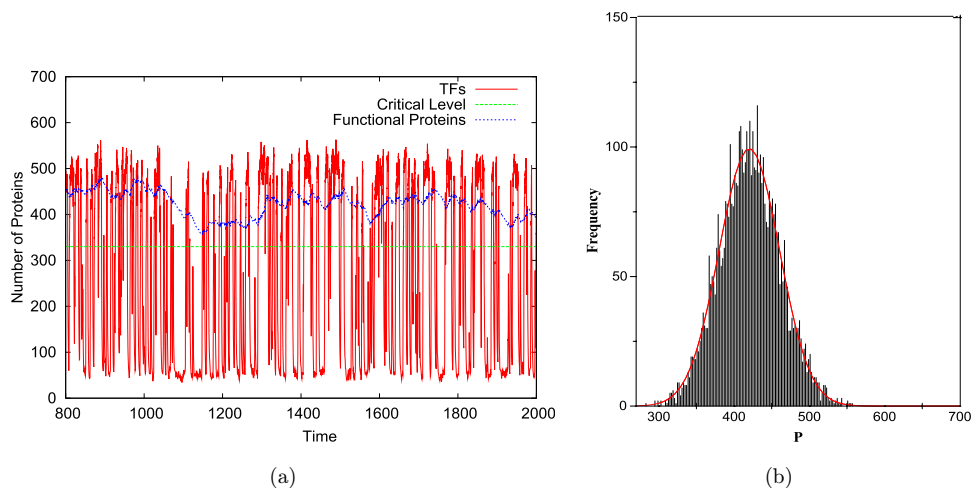 700
600
500
400
300
200
100
0
800
1000
1200
1400
1600
1800
2000
Number of Proteins
Time
TFs
Critical Level
Functional Proteins
(a)
150
100
50
0
300
400
500
600
700
Frequency
P
(b)